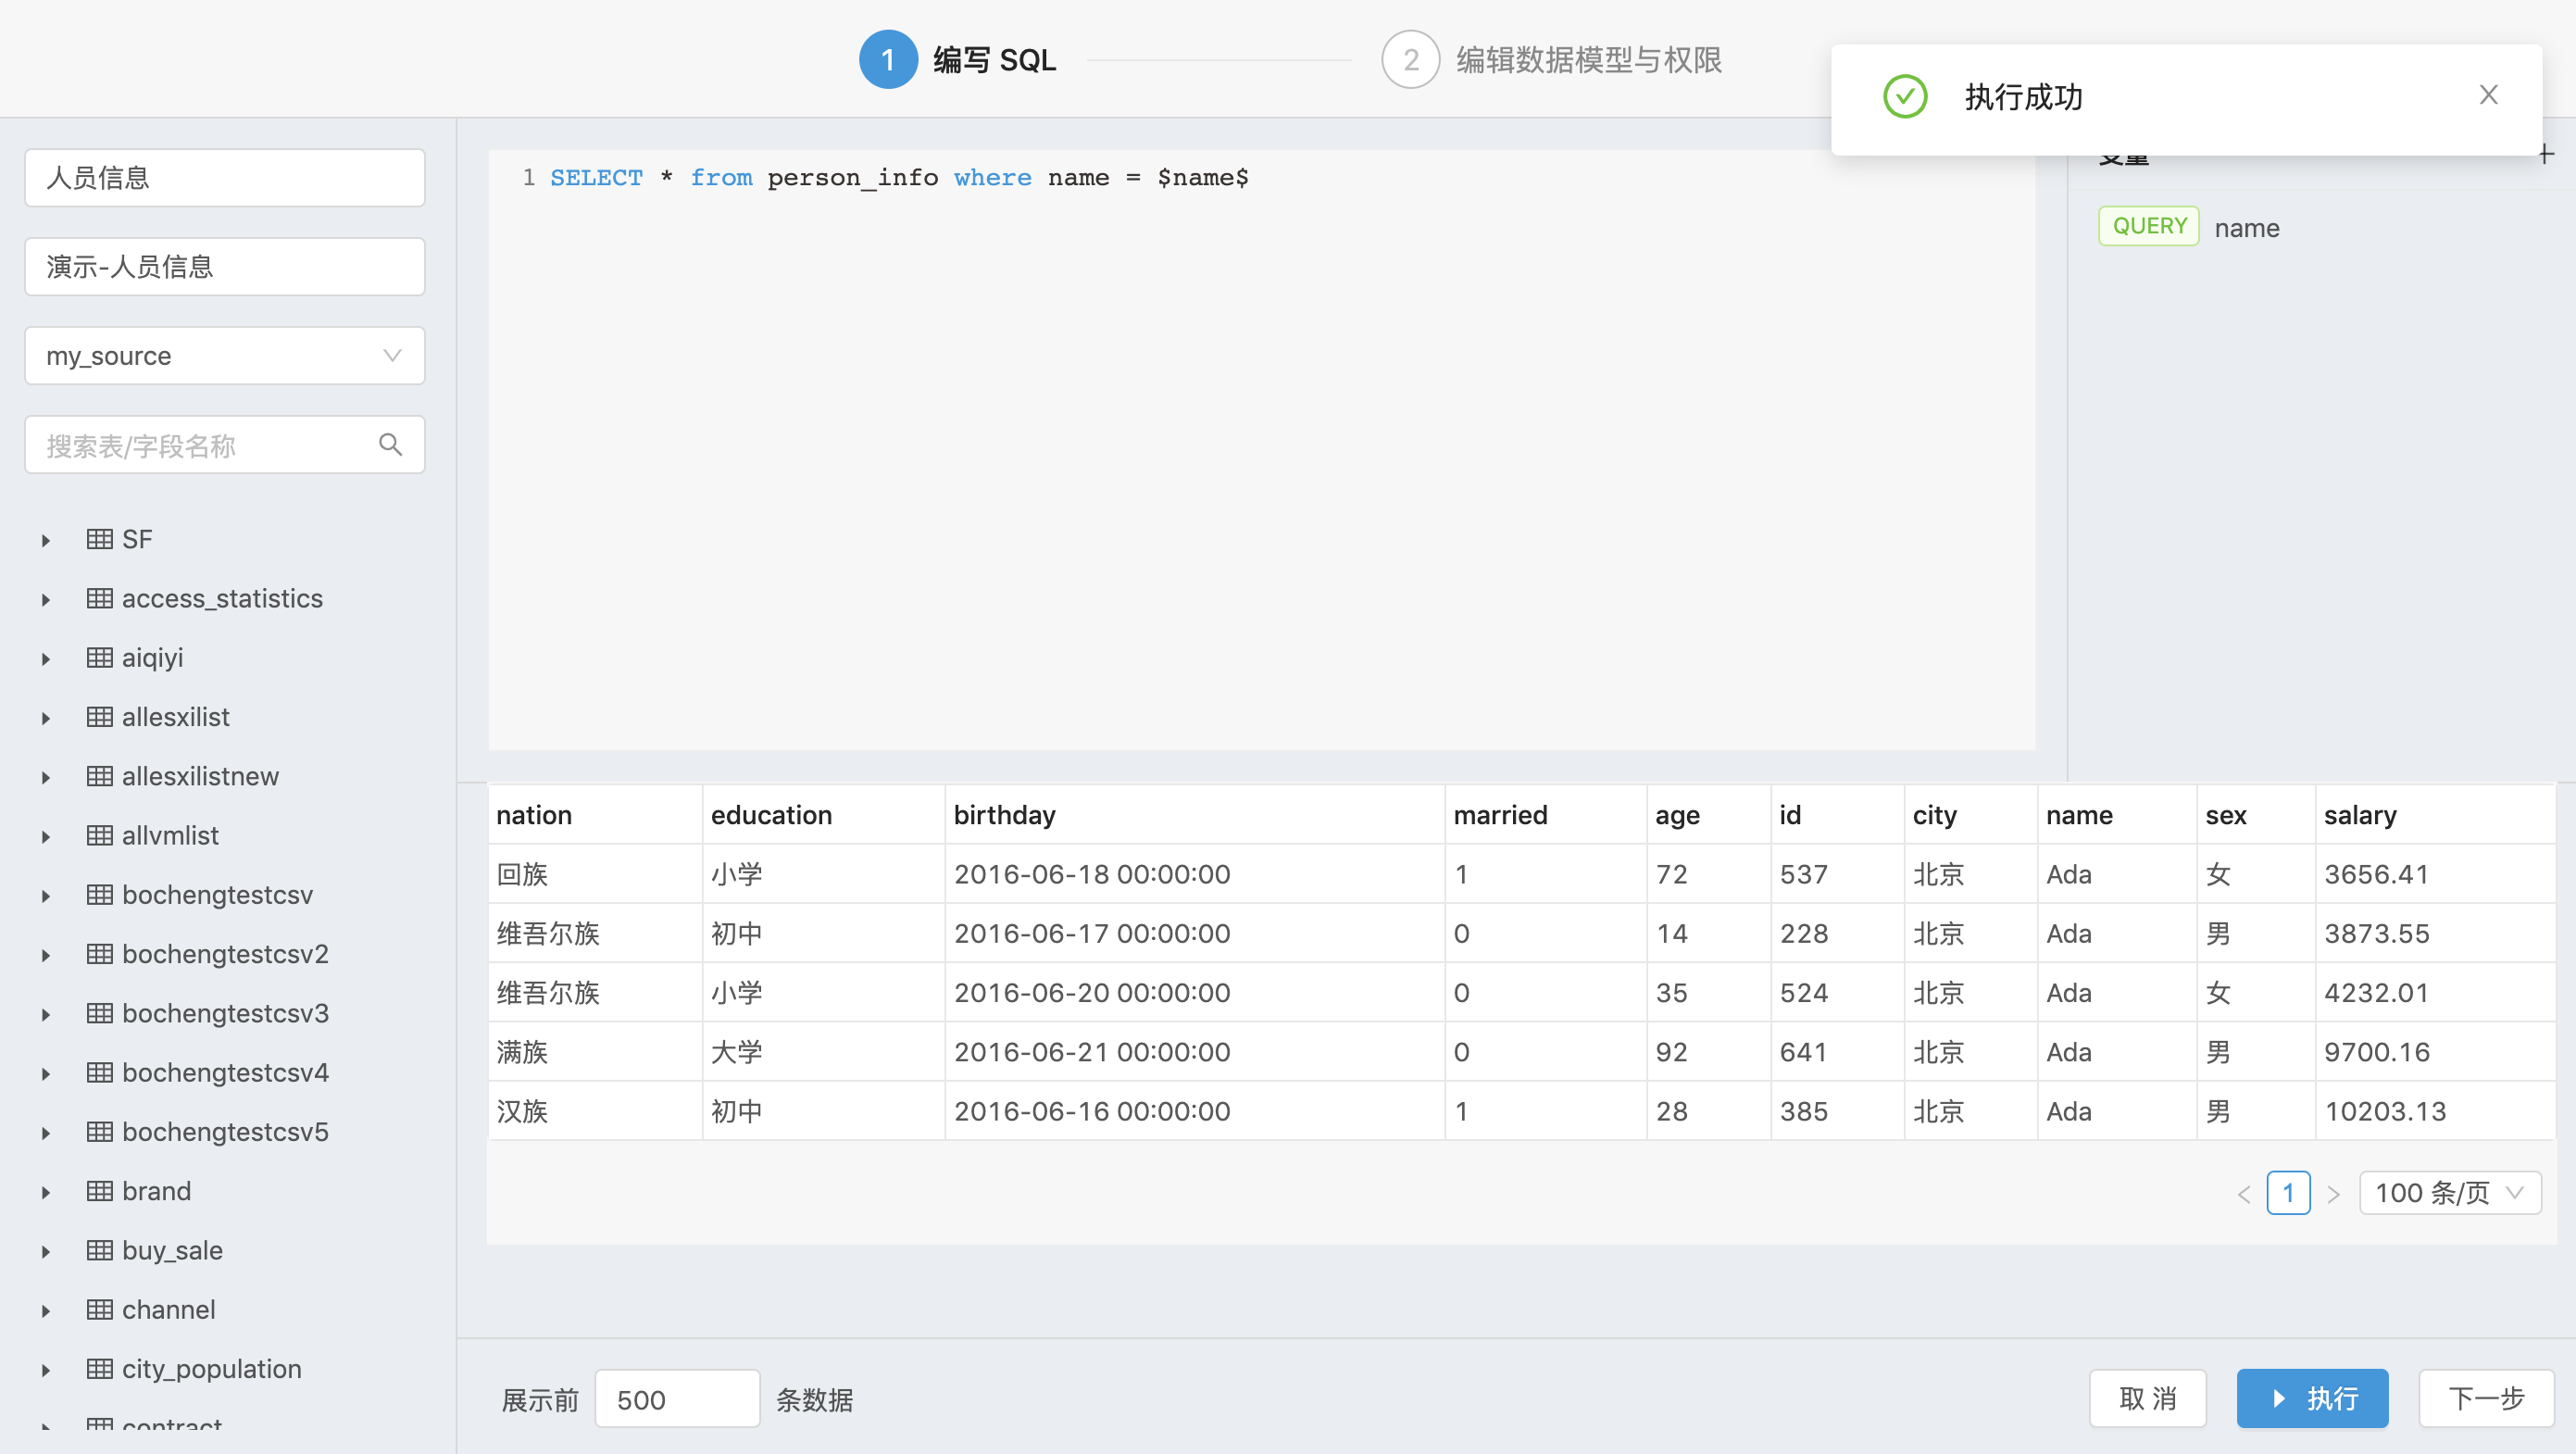 1 编写 SQL
2 编辑数据模型与权限
执行成功
人员信息
演示-人员信息
my_source
搜索表/字段名称
SF
access_statistics
aiqiyi
allesxilist
allesxilistnew
allvmlist
bochengtestcsv
bochengtestcsv2
bochengtestcsv3
bochengtestcsv4
bochengtestcsv5
brand
buy_sale
channel
city_population
contract
1 SELECT * from person_info where name = $name$
变量
QUERY name
nation education birthday married age id city name sex salary
回族 小学 2016-06-18 00:00:00 1 72 537 北京 Ada 女 3656.41
维吾尔族 初中 2016-06-17 00:00:00 0 14 228 北京 Ada 男 3873.55
维吾尔族 小学 2016-06-20 00:00:00 0 35 524 北京 Ada 女 4232.01
满族 大学 2016-06-21 00:00:00 0 92 641 北京 Ada 男 9700.16
汉族 初中 2016-06-16 00:00:00 1 28 385 北京 Ada 男 10203.13
< 1 > 100 条/页
展示前 500 条数据
取 消 执行 下一步